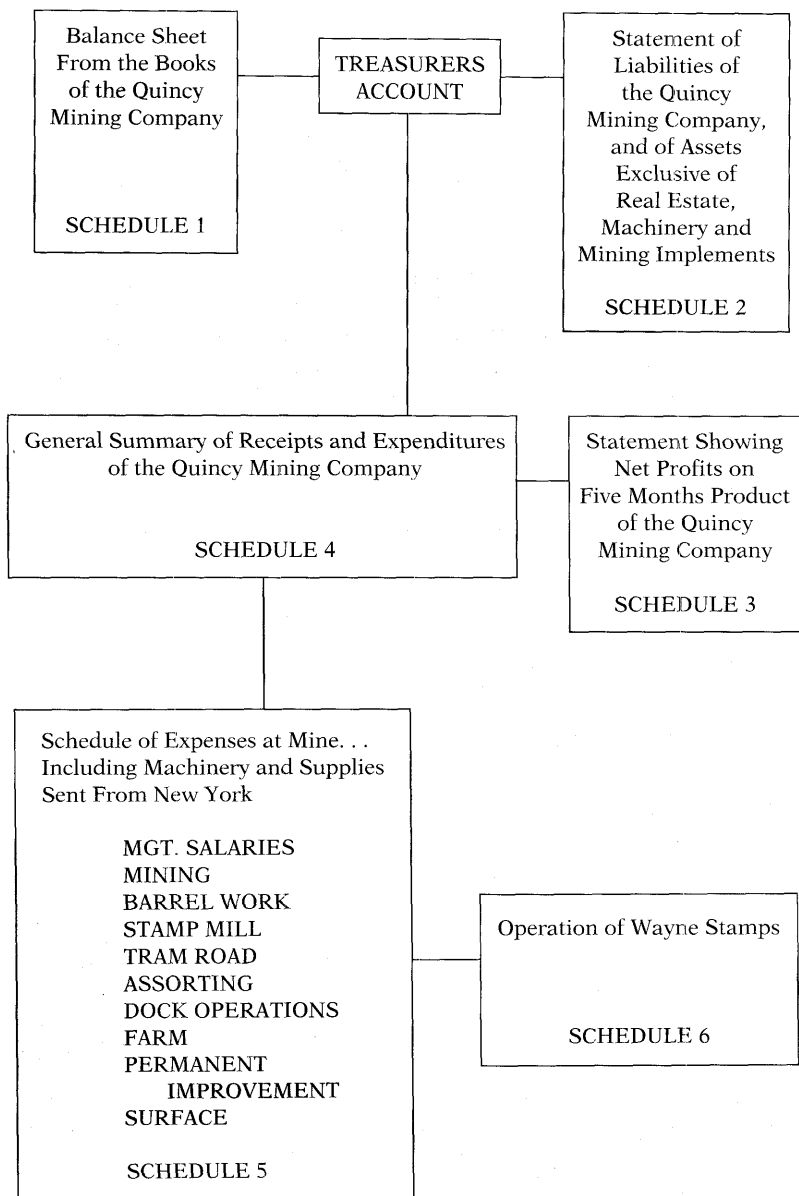 Balance Sheet
From the Books
of the Quincy
Mining Company
SCHEDULE 1
TREASURERS
ACCOUNT
Statement of
Liabilities of
the Quincy
Mining Company,
and of Assets
Exclusive of
Real Estate,
Machinery and
Mining Implements
SCHEDULE 2
General Summary of Receipts and Expenditures
of the Quincy Mining Company
SCHEDULE 4
Statement Showing
Net Profits on
Five Months Product
of the Quincy
Mining Company
SCHEDULE 3
Schedule of Expenses at Mine. . .
Including Machinery and Supplies
Sent From New York
MGT. SALARIES
MINING
BARREL WORK
STAMP MILL
TRAM ROAD
ASSORTING
DOCK OPERATIONS
FARM
PERMANENT
IMPROVEMENT
SURFACE
SCHEDULE 5
Operation of Wayne Stamps
SCHEDULE 6